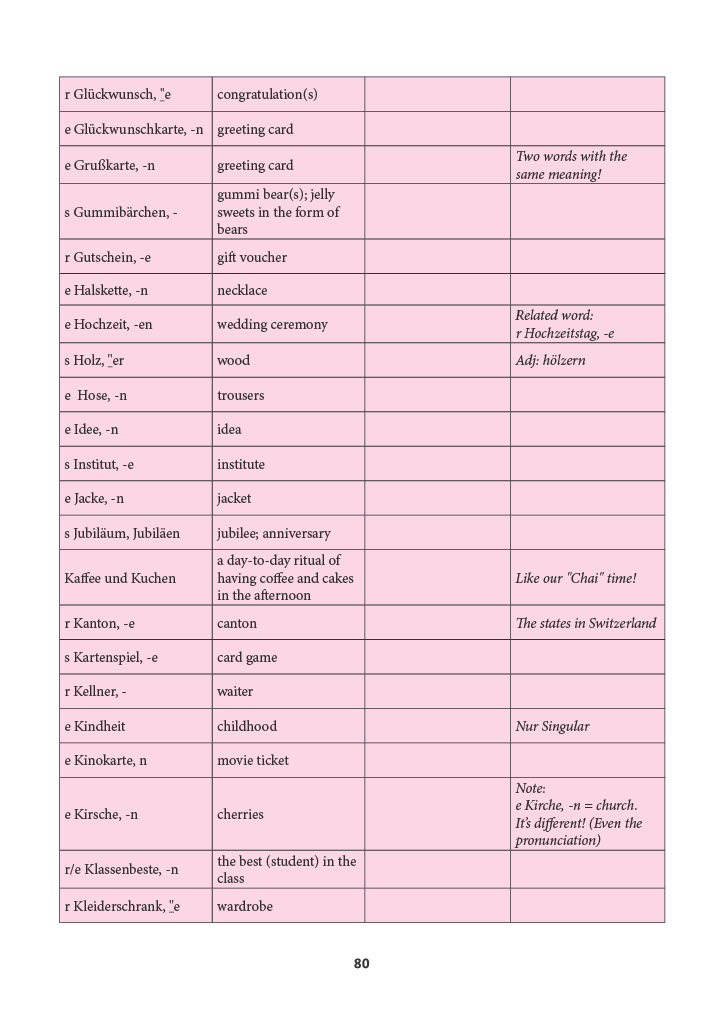 r Glückwunsch, ̈_e congratulation(s)
e Glückwunschkarte, -n greeting card
e Grußkarte, -n greeting card Two words with the
same meaning!
s Gummibärchen, - gummi bear(s); jelly
sweets in the form of
bears
r Gutschein, -e gift voucher
e Halskette, -n necklace
e Hochzeit, -en wedding ceremony Related word:
r Hochzeitstag, -e
s Holz, ̈_er wood Adj: hölzern
e Hose, -n trousers
e Idee, -n idea
s Institut, -e institute
e Jacke, -n jacket
s Jubiläum, Jubiläen jubilee; anniversary
Kaffee und Kuchen a day-to-day ritual of
having coffee and cakes
in the afternoon Like our "Chai" time!
r Kanton, -e canton The states in Switzerland
s Kartenspiel, -e card game
r Kellner, - waiter
e Kindheit childhood Nur Singular
e Kinokarte, n movie ticket
e Kirsche, -n cherries Note:
e Kirche, -n = church.
It's different! (Even the
pronunciation)
r/e Klassenbeste, -n the best (student) in the
class
r Kleiderschrank, ̈_e wardrobe
80